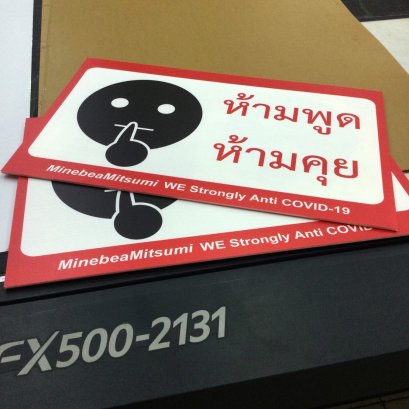 ห้ามพูด
ห้ามคุย
MinebeaMitsumi WE Strongly Anti COVID-19
MinebeaMitsumi WE Strongly Anti
FX500-2131